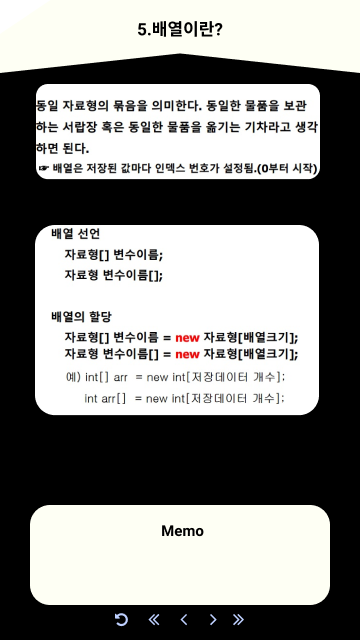 5.배열이란?
동일 자료형의 묶음을 의미한다. 동일한 물품을 보관
하는 서랍장 혹은 동일한 물품을 옮기는 기차라고 생각
하면 된다.
☞ 배열은 저장된 값마다 인덱스 번호가 설정됨.(0부터 시작)
배열 선언
자료형[] 변수이름;
자료형 변수이름[];
배열의 할당
자료형[] 변수이름 = new 자료형[배열크기];
자료형 변수이름[] = new 자료형[배열크기];
예) int[] arr = new int[저장데이터 개수];
int arr[] = new int[저장데이터 개수];
Memo